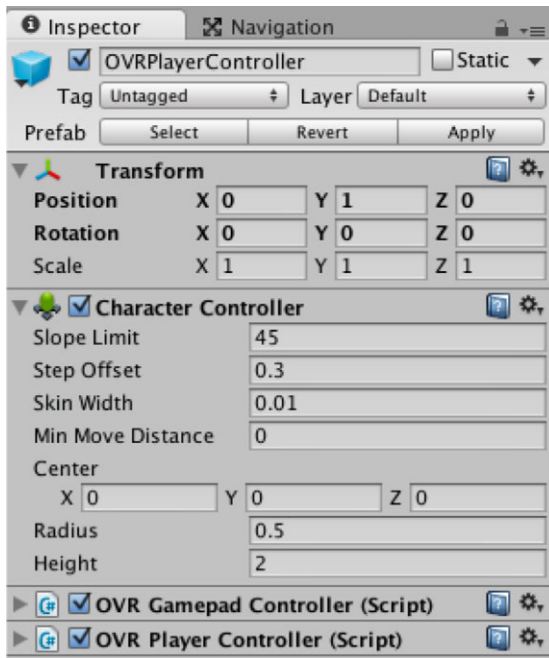 Inspector Navigation
OVRPlayerController Static
Tag Untagged Layer Default
Prefab Select Revert Apply
Transform
Position X 0 Y 1 Z 0
Rotation X 0 Y 0 Z 0
Scale X 1 Y 1 Z 1
Character Controller
Slope Limit 45
Step Offset 0.3
Skin Width 0.01
Min Move Distance 0
Center
X 0 Y 0 Z 0
Radius 0.5
Height 2
OVR Gamepad Controller (Script)
OVR Player Controller (Script)